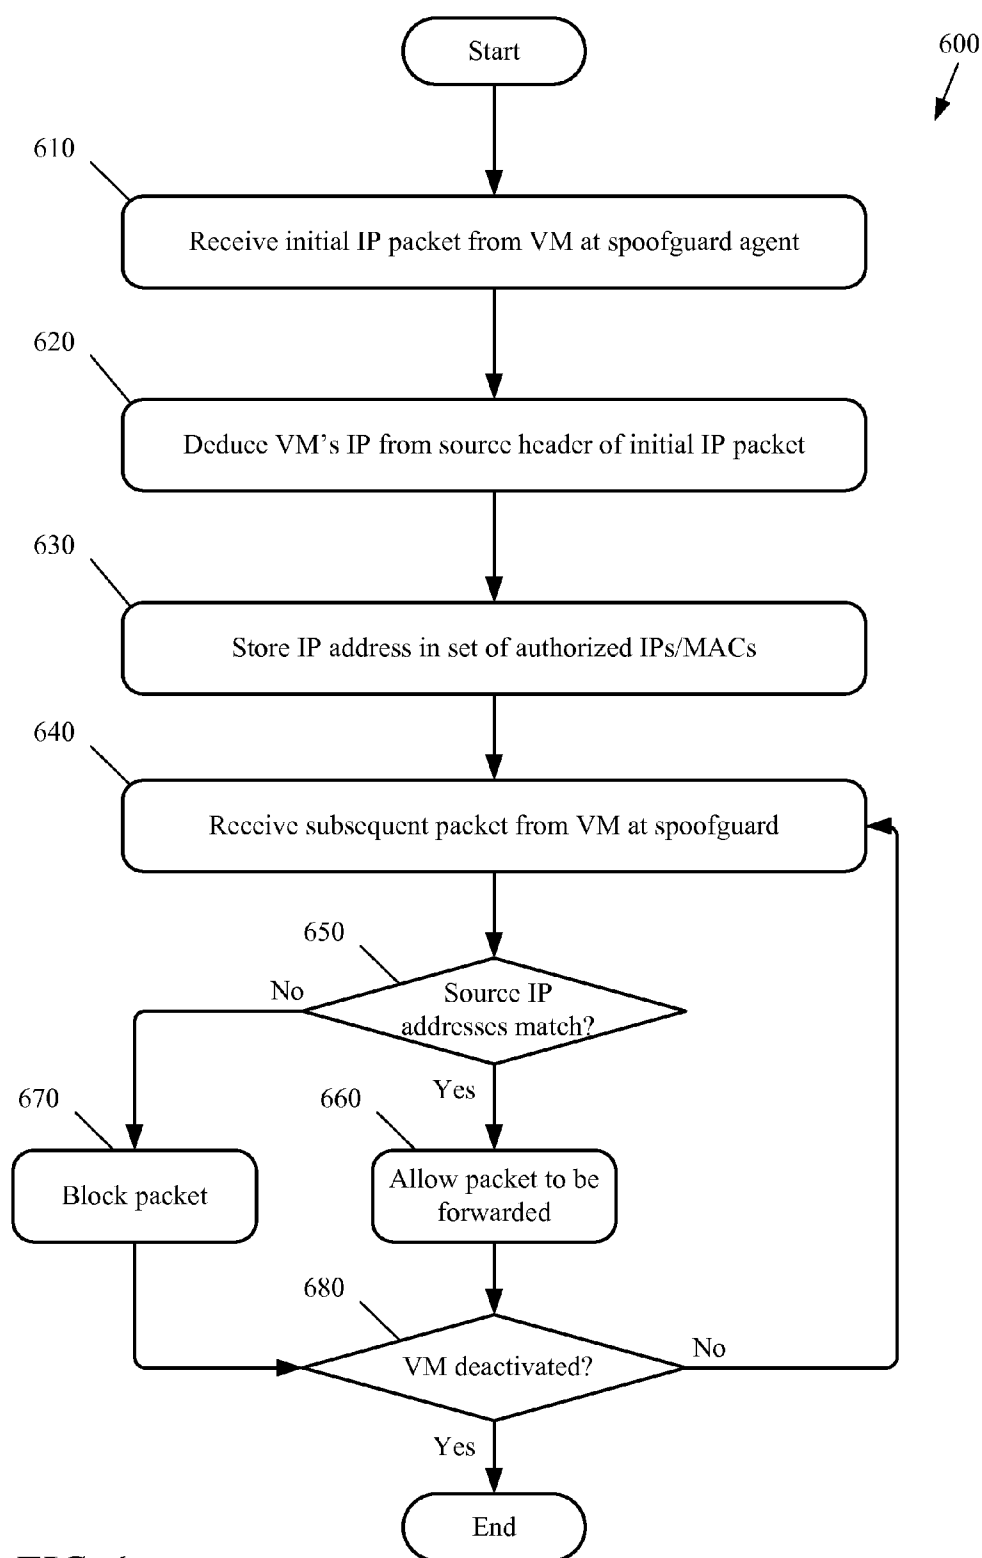 Start
600
610
Receive initial IP packet from VM at spoofguard agent
620
Deduce VM's IP from source header of initial IP packet
630
Store IP address in set of authorized IPs/MACs
640
Receive subsequent packet from VM at spoofguard
650
No
Source IP
addresses match?
Yes
670
660
Block packet
Allow packet to be
forwarded
680
VM deactivated?
No
Yes
End